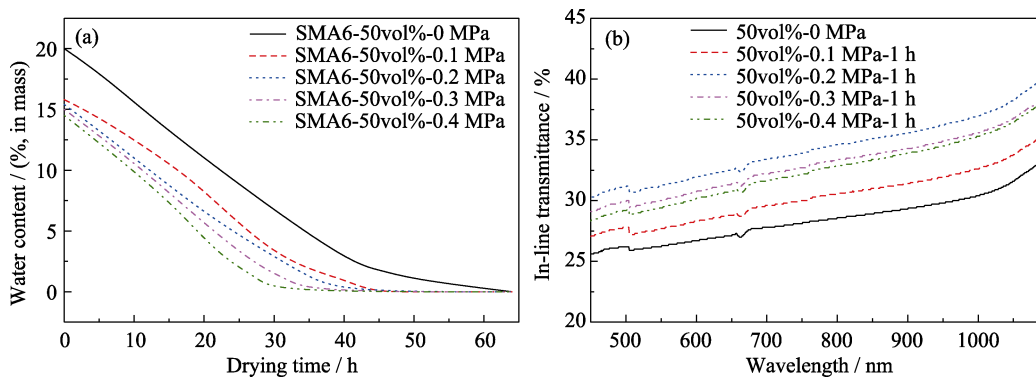 (a)
SMA6-50vol%-0 MPa
SMA6-50vol%-0.1 MPa
SMA6-50vol%-0.2 MPa
SMA6-50vol%-0.3 MPa
SMA6-50vol%-0.4 MPa
Water content / (%, in mass)
20
15
10
5
0
0 10 20 30 40 50 60
Drying time / h
(b)
50vol%-0 MPa
50vol%-0.1 MPa-1 h
50vol%-0.2 MPa-1 h
50vol%-0.3 MPa-1 h
50vol%-0.4 MPa-1 h
In-line transmittance / %
45
40
35
30
25
20
500 600 700 800 900 1000
Wavelength / nm